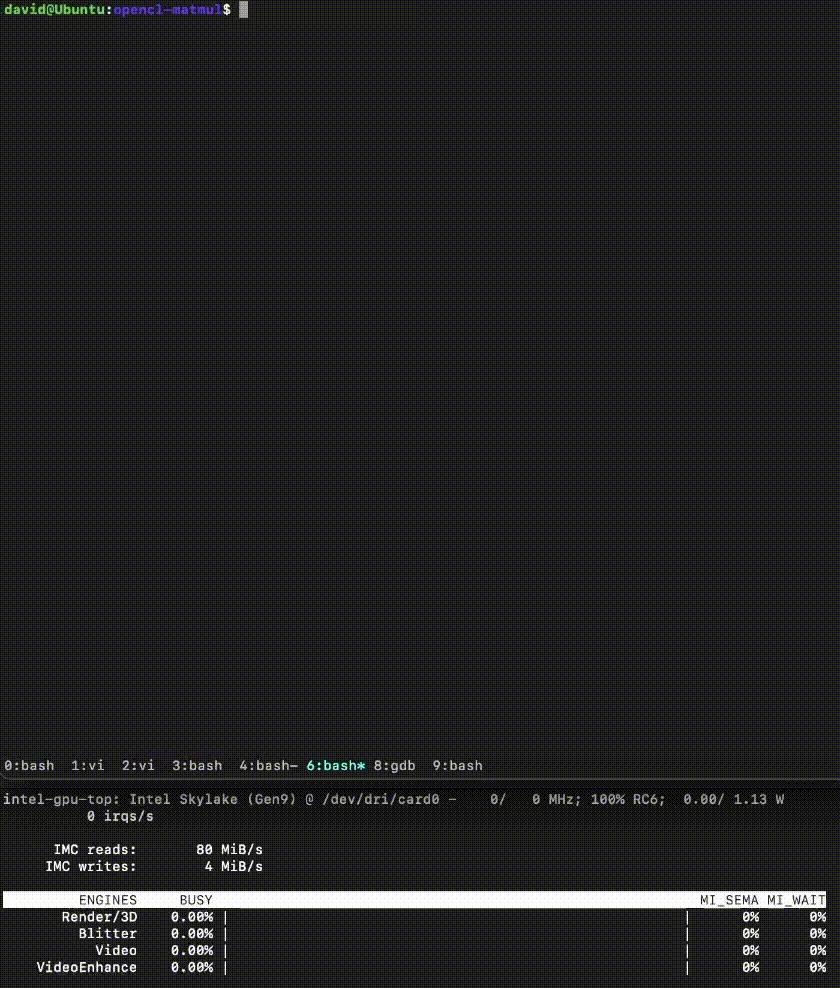 david@Ubuntu:opencl-matmul$
0:bash  1:vi  2:vi  3:bash  4:bash- 6:bash* 8:gdb  9:bash
intel-gpu-top: Intel Skylake (Gen9) @ /dev/dri/card0 -    0/   0 MHz; 100% RC6;  0.00/ 1.13 W
0 irqs/s
IMC reads:       80 MiB/s
IMC writes:        4 MiB/s
ENGINES     BUSY     MI_SEMA MI_WAIT
Render/3D    0.00% |     |      0%      0%
Blitter    0.00% |     |      0%      0%
Video    0.00% |     |      0%      0%
VideoEnhance    0.00% |     |      0%      0%